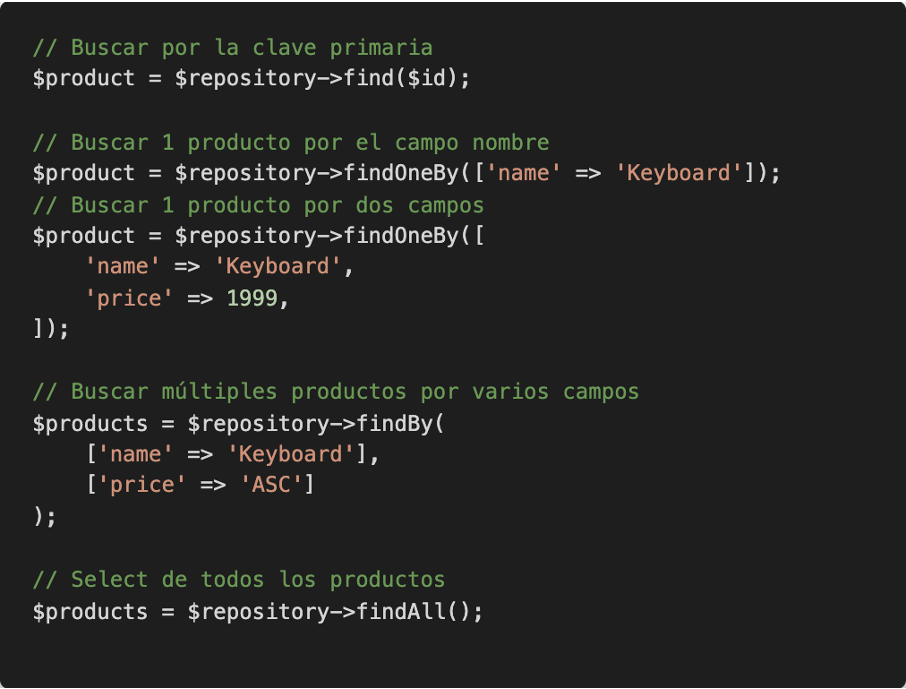 // Buscar por la clave primaria
$product = $repository->find($id);
// Buscar 1 producto por el campo nombre
$product = $repository->findOneBy(['name' => 'Keyboard']);
// Buscar 1 producto por dos campos
$product = $repository->findOneBy([
    'name' => 'Keyboard',
    'price' => 1999,
]);
// Buscar múltiples productos por varios campos
$products = $repository->findBy(
    ['name' => 'Keyboard'],
    ['price' => 'ASC']
);
// Select de todos los productos
$products = $repository->findAll();